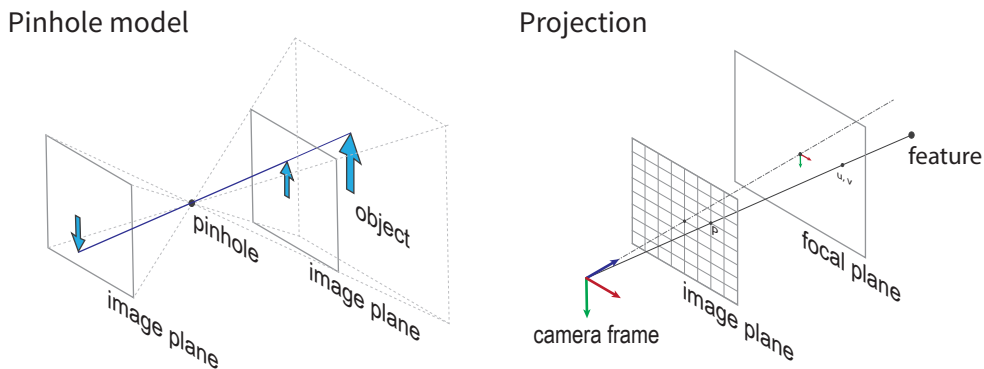 Pinhole model
Projection
pinhole
object
image plane
image plane
feature
u, v
P
focal plane
image plane
camera frame